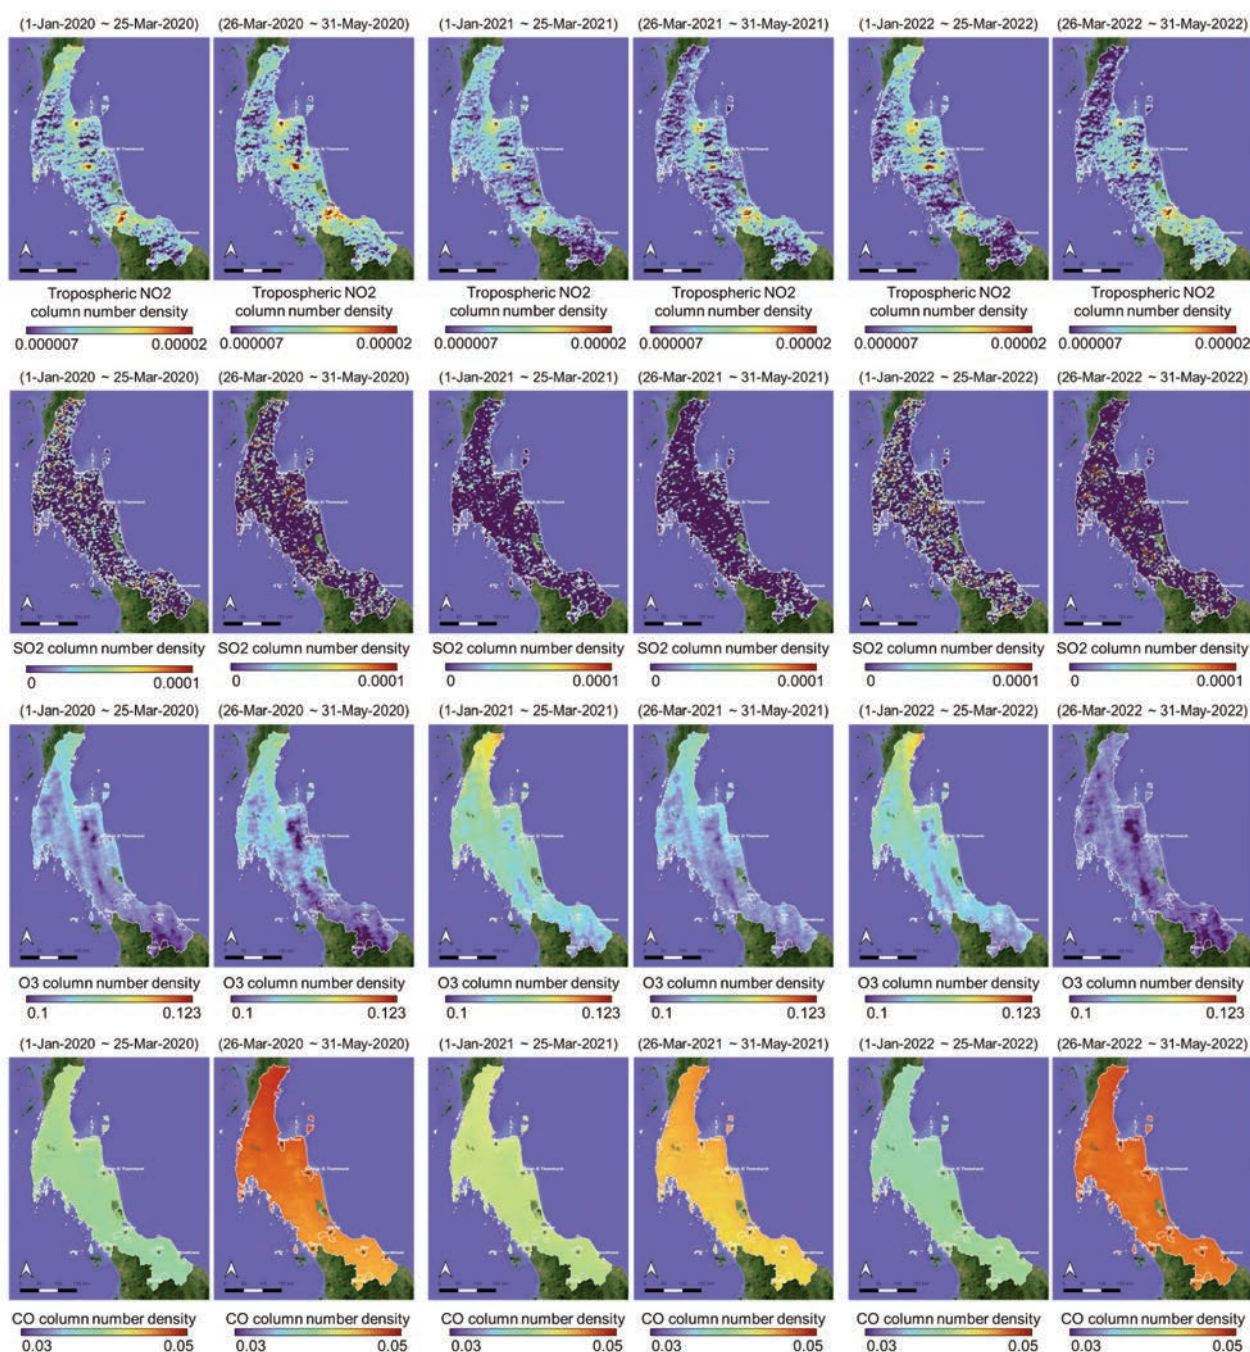 (1-Jan-2020 ~ 25-Mar-2020) (26-Mar-2020 ~ 31-May-2020) (1-Jan-2021 ~ 25-Mar-2021) (26-Mar-2021 ~ 31-May-2021) (1-Jan-2022 ~ 25-Mar-2022) (26-Mar-2022 ~ 31-May-2022)
Tropospheric NO2 Tropospheric NO2 Tropospheric NO2 Tropospheric NO2 Tropospheric NO2 Tropospheric NO2
column number density column number density column number density column number density column number density column number density
0.000007 0.00002 0.000007 0.00002 0.000007 0.00002 0.000007 0.00002 0.000007 0.00002 0.000007 0.00002
(1-Jan-2020 ~ 25-Mar-2020) (26-Mar-2020 ~ 31-May-2020) (1-Jan-2021 ~ 25-Mar-2021) (26-Mar-2021 ~ 31-May-2021) (1-Jan-2022 ~ 25-Mar-2022) (26-Mar-2022 ~ 31-May-2022)
SO2 column number density SO2 column number density SO2 column number density SO2 column number density SO2 column number density SO2 column number density
0 0.0001 0 0.0001 0 0.0001 0 0.0001 0 0.0001 0 0.0001
(1-Jan-2020 ~ 25-Mar-2020) (26-Mar-2020 ~ 31-May-2020) (1-Jan-2021 ~ 25-Mar-2021) (26-Mar-2021 ~ 31-May-2021) (1-Jan-2022 ~ 25-Mar-2022) (26-Mar-2022 ~ 31-May-2022)
O3 column number density O3 column number density O3 column number density O3 column number density O3 column number density O3 column number density
0.1 0.123 0.1 0.123 0.1 0.123 0.1 0.123 0.1 0.123 0.1 0.123
(1-Jan-2020 ~ 25-Mar-2020) (26-Mar-2020 ~ 31-May-2020) (1-Jan-2021 ~ 25-Mar-2021) (26-Mar-2021 ~ 31-May-2021) (1-Jan-2022 ~ 25-Mar-2022) (26-Mar-2022 ~ 31-May-2022)
CO column number density CO column number density CO column number density CO column number density CO column number density CO column number density
0.03 0.05 0.03 0.05 0.03 0.05 0.03 0.05 0.03 0.05 0.03 0.05